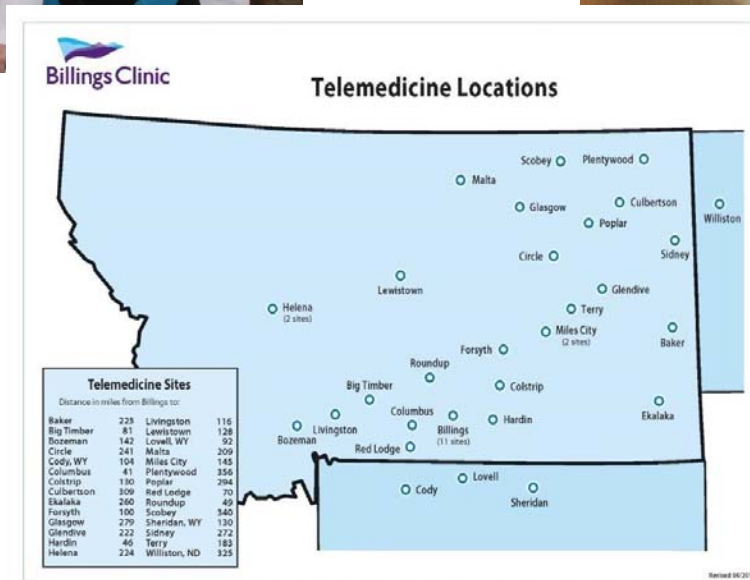 Billings Clinic
Telemedicine Locations
Scobey
Plentywood
Malta
Glasgow
Culbertson
Williston
Poplar
Circle
Sidney
Lewistown
Glendive
Helena
(2 sites)
Terry
Miles City
(2 sites)
Baker
Forsyth
Roundup
Big Timber
Colstrip
Columbus
Ekalaka
Hardin
Livingston
Billings
(11 sites)
Bozeman
Red Lodge
Lovell
Cody
Sheridan
Telemedicine Sites
Distance in miles from Billings to:
Baker 225 Livingston 116
Big Timber 81 Lewistown 128
Bozeman 142 Lovell, WY 92
Circle 241 Malta 209
Cody, WY 104 Miles City 145
Columbus 41 Plentywood 356
Colstrip 130 Poplar 294
Culbertson 309 Red Lodge 70
Ekalaka 260 Roundup 49
Forsyth 100 Scobey 340
Glasgow 279 Sheridan, WY 130
Glendive 222 Sidney 272
Hardin 46 Terry 183
Helena 224 Williston, ND 325
Revised